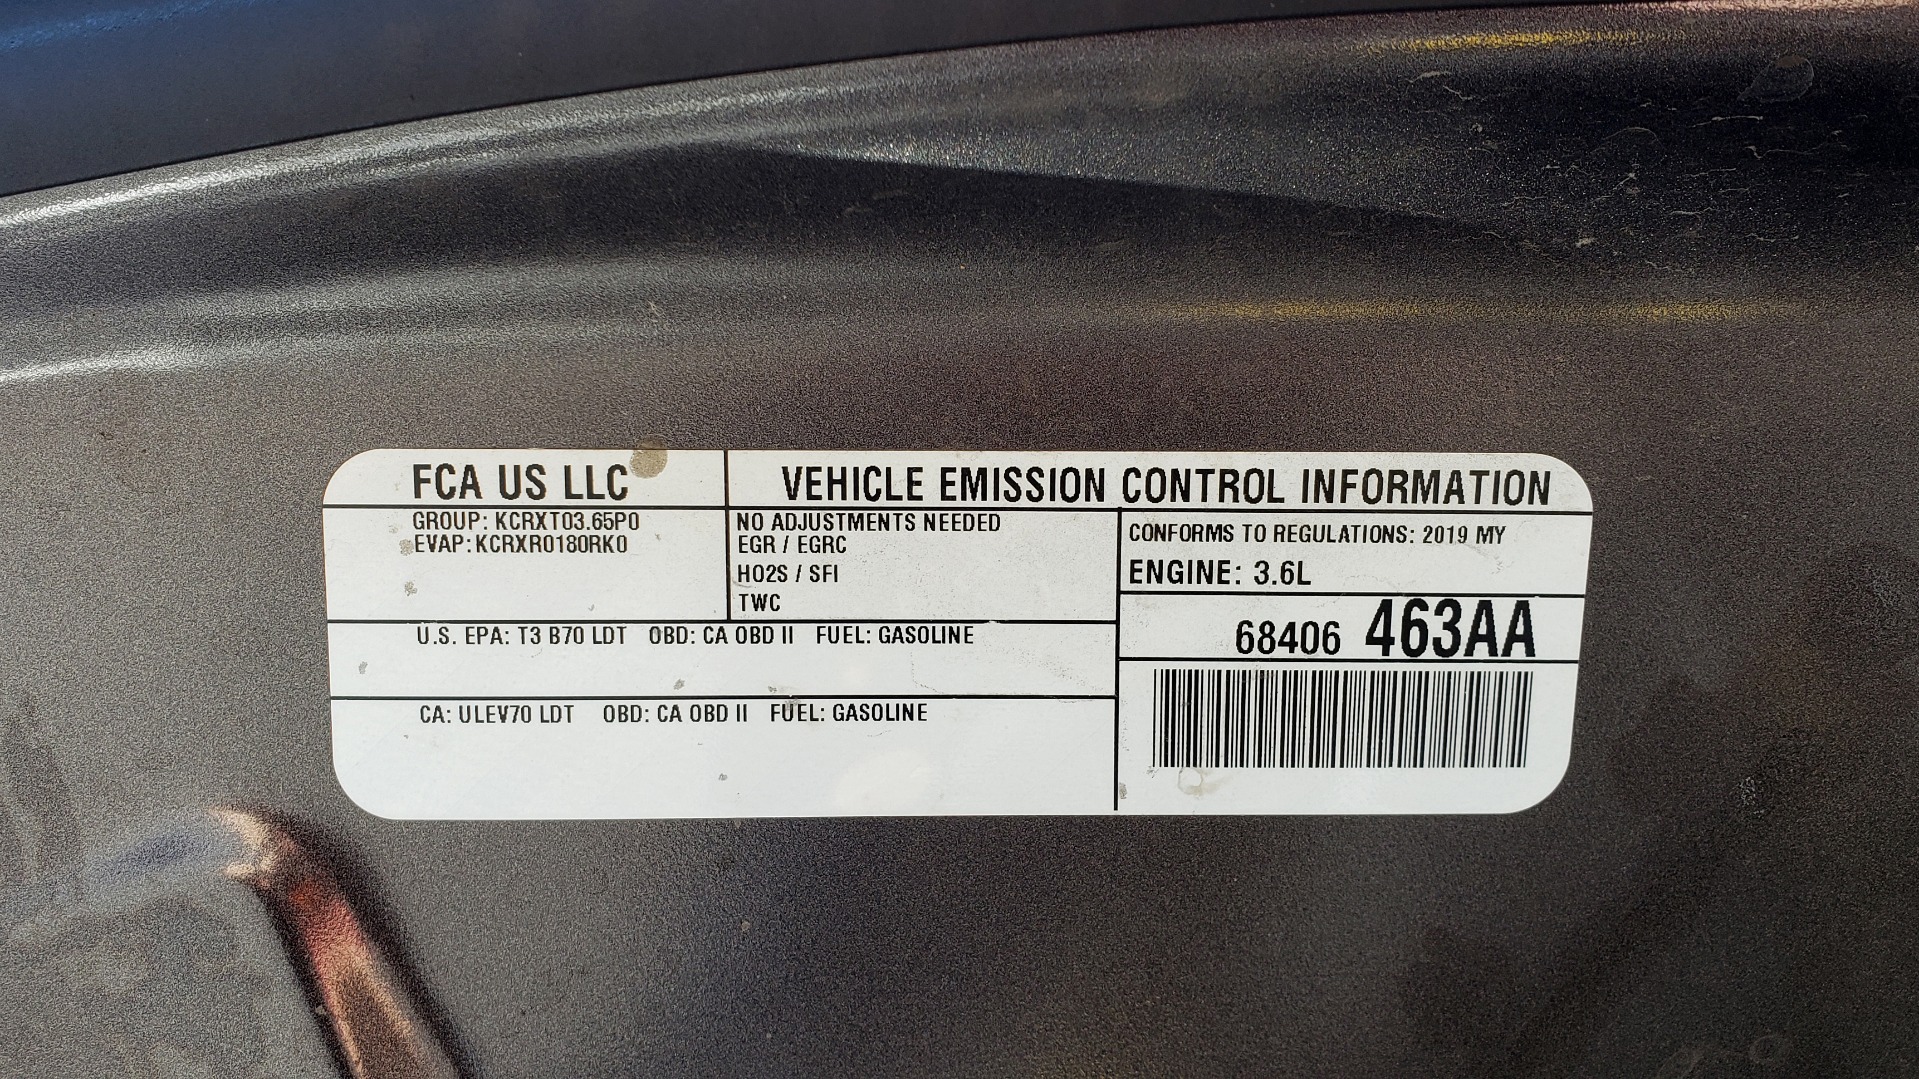 FCA US LLC
VEHICLE EMISSION CONTROL INFORMATION
GROUP: KCRXT03.65P0
EVAP:KCRXR0180RK0
NO ADJUSTMENTS NEEDED
EGR / EGRC
HO2S / SFI
TWC
CONFORMS TO REGULATIONS: 2019 MY
ENGINE: 3.6L
68406 463AA
U.S. EPA: T3 B70 LDT OBD: CA OBD II FUEL: GASOLINE
CA: ULEV70 LDT OBD: CA OBD II FUEL: GASOLINE